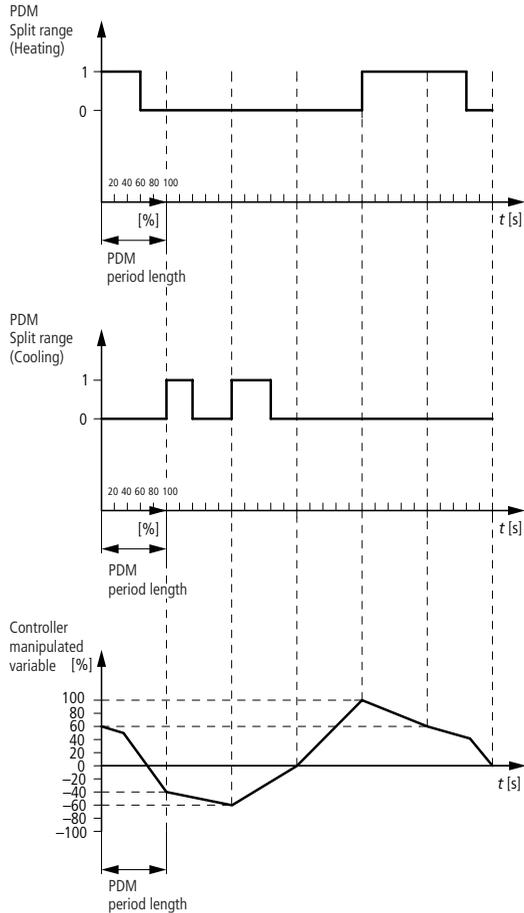 PDM
Split range
(Heating)
1
0
20 40 60 80 100
[%]
t [s]
PDM
period length
PDM
Split range
(Cooling)
1
0
20 40 60 80 100
[%]
t [s]
PDM
period length
Controller
manipulated
variable [%]
100
80
60
40
20
0
−20
−40
−60
−80
−100
t [s]
PDM
period length